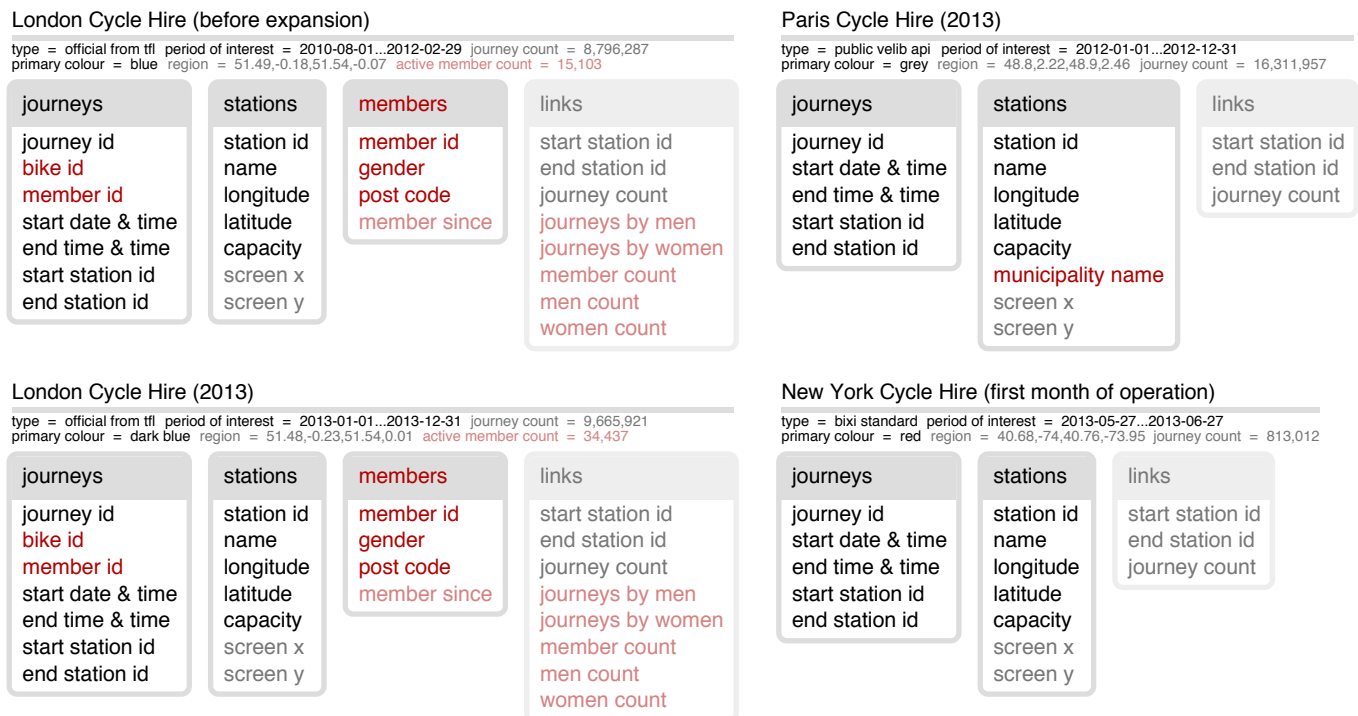 London Cycle Hire (before expansion)
type = official from tfl period of interest = 2010-08-01...2012-02-29 journey count = 8,796,287
primary colour = blue region = 51.49,-0.18,51.54,-0.07 active member count = 15,103
journeys
journey id
bike id
member id
start date & time
end time & time
start station id
end station id
stations
station id
name
longitude
latitude
capacity
screen x
screen y
members
member id
gender
post code
member since
links
start station id
end station id
journey count
journeys by men
journeys by women
member count
men count
women count
Paris Cycle Hire (2013)
type = public velib api period of interest = 2012-01-01...2012-12-31
primary colour = grey region = 48.8,2.22,48.9,2.46 journey count = 16,311,957
journeys
journey id
start date & time
end time & time
start station id
end station id
stations
station id
name
longitude
latitude
capacity
municipality name
screen x
screen y
links
start station id
end station id
journey count
London Cycle Hire (2013)
type = official from tfl period of interest = 2013-01-01...2013-12-31 journey count = 9,665,921
primary colour = dark blue region = 51.48,-0.23,51.54,0.01 active member count = 34,437
journeys
journey id
bike id
member id
start date & time
end time & time
start station id
end station id
stations
station id
name
longitude
latitude
capacity
screen x
screen y
members
member id
gender
post code
member since
links
start station id
end station id
journey count
journeys by men
journeys by women
member count
men count
women count
New York Cycle Hire (first month of operation)
type = bixi standard period of interest = 2013-05-27...2013-06-27
primary colour = red region = 40.68,-74,40.76,-73.95 journey count = 813,012
journeys
journey id
start date & time
end time & time
start station id
end station id
stations
station id
name
longitude
latitude
capacity
screen x
screen y
links
start station id
end station id
journey count